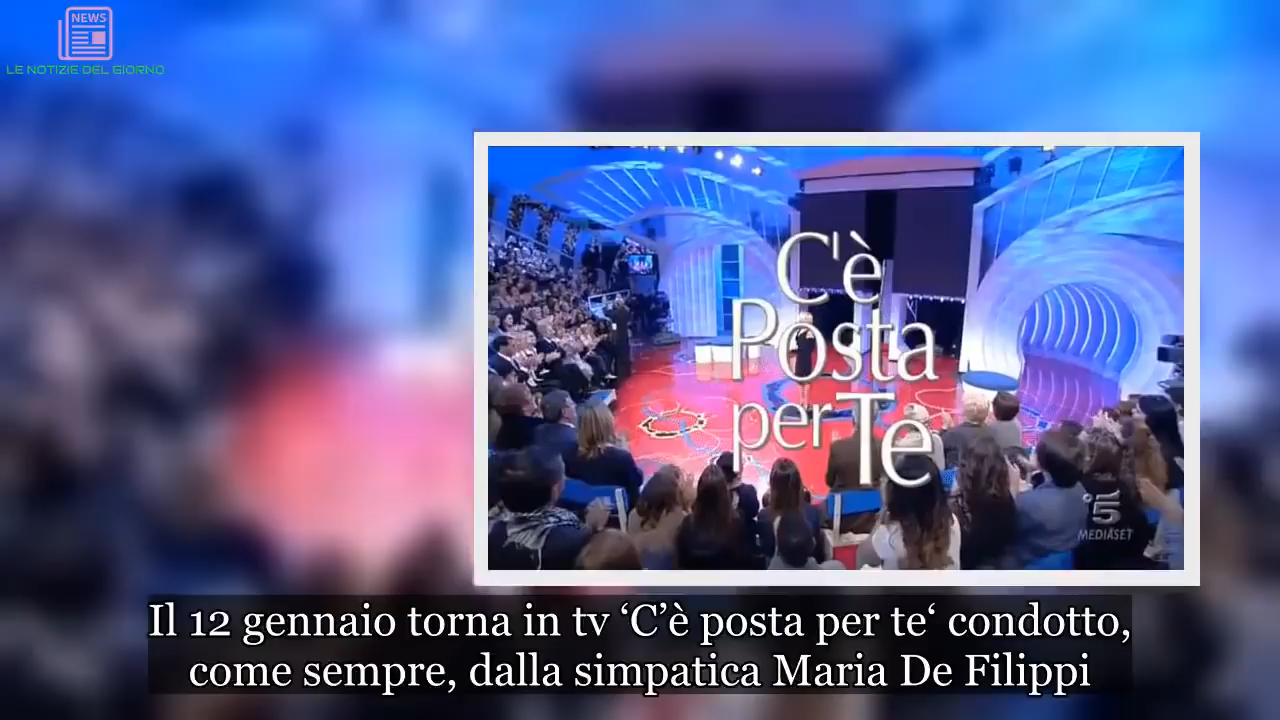 NEWS
LE NOTIZIE DEL GIORNO
C'è
Posta
per Te
5
MEDIASET
Il 12 gennaio torna in tv ‘C’è posta per te‘ condotto,
come sempre, dalla simpatica Maria De Filippi